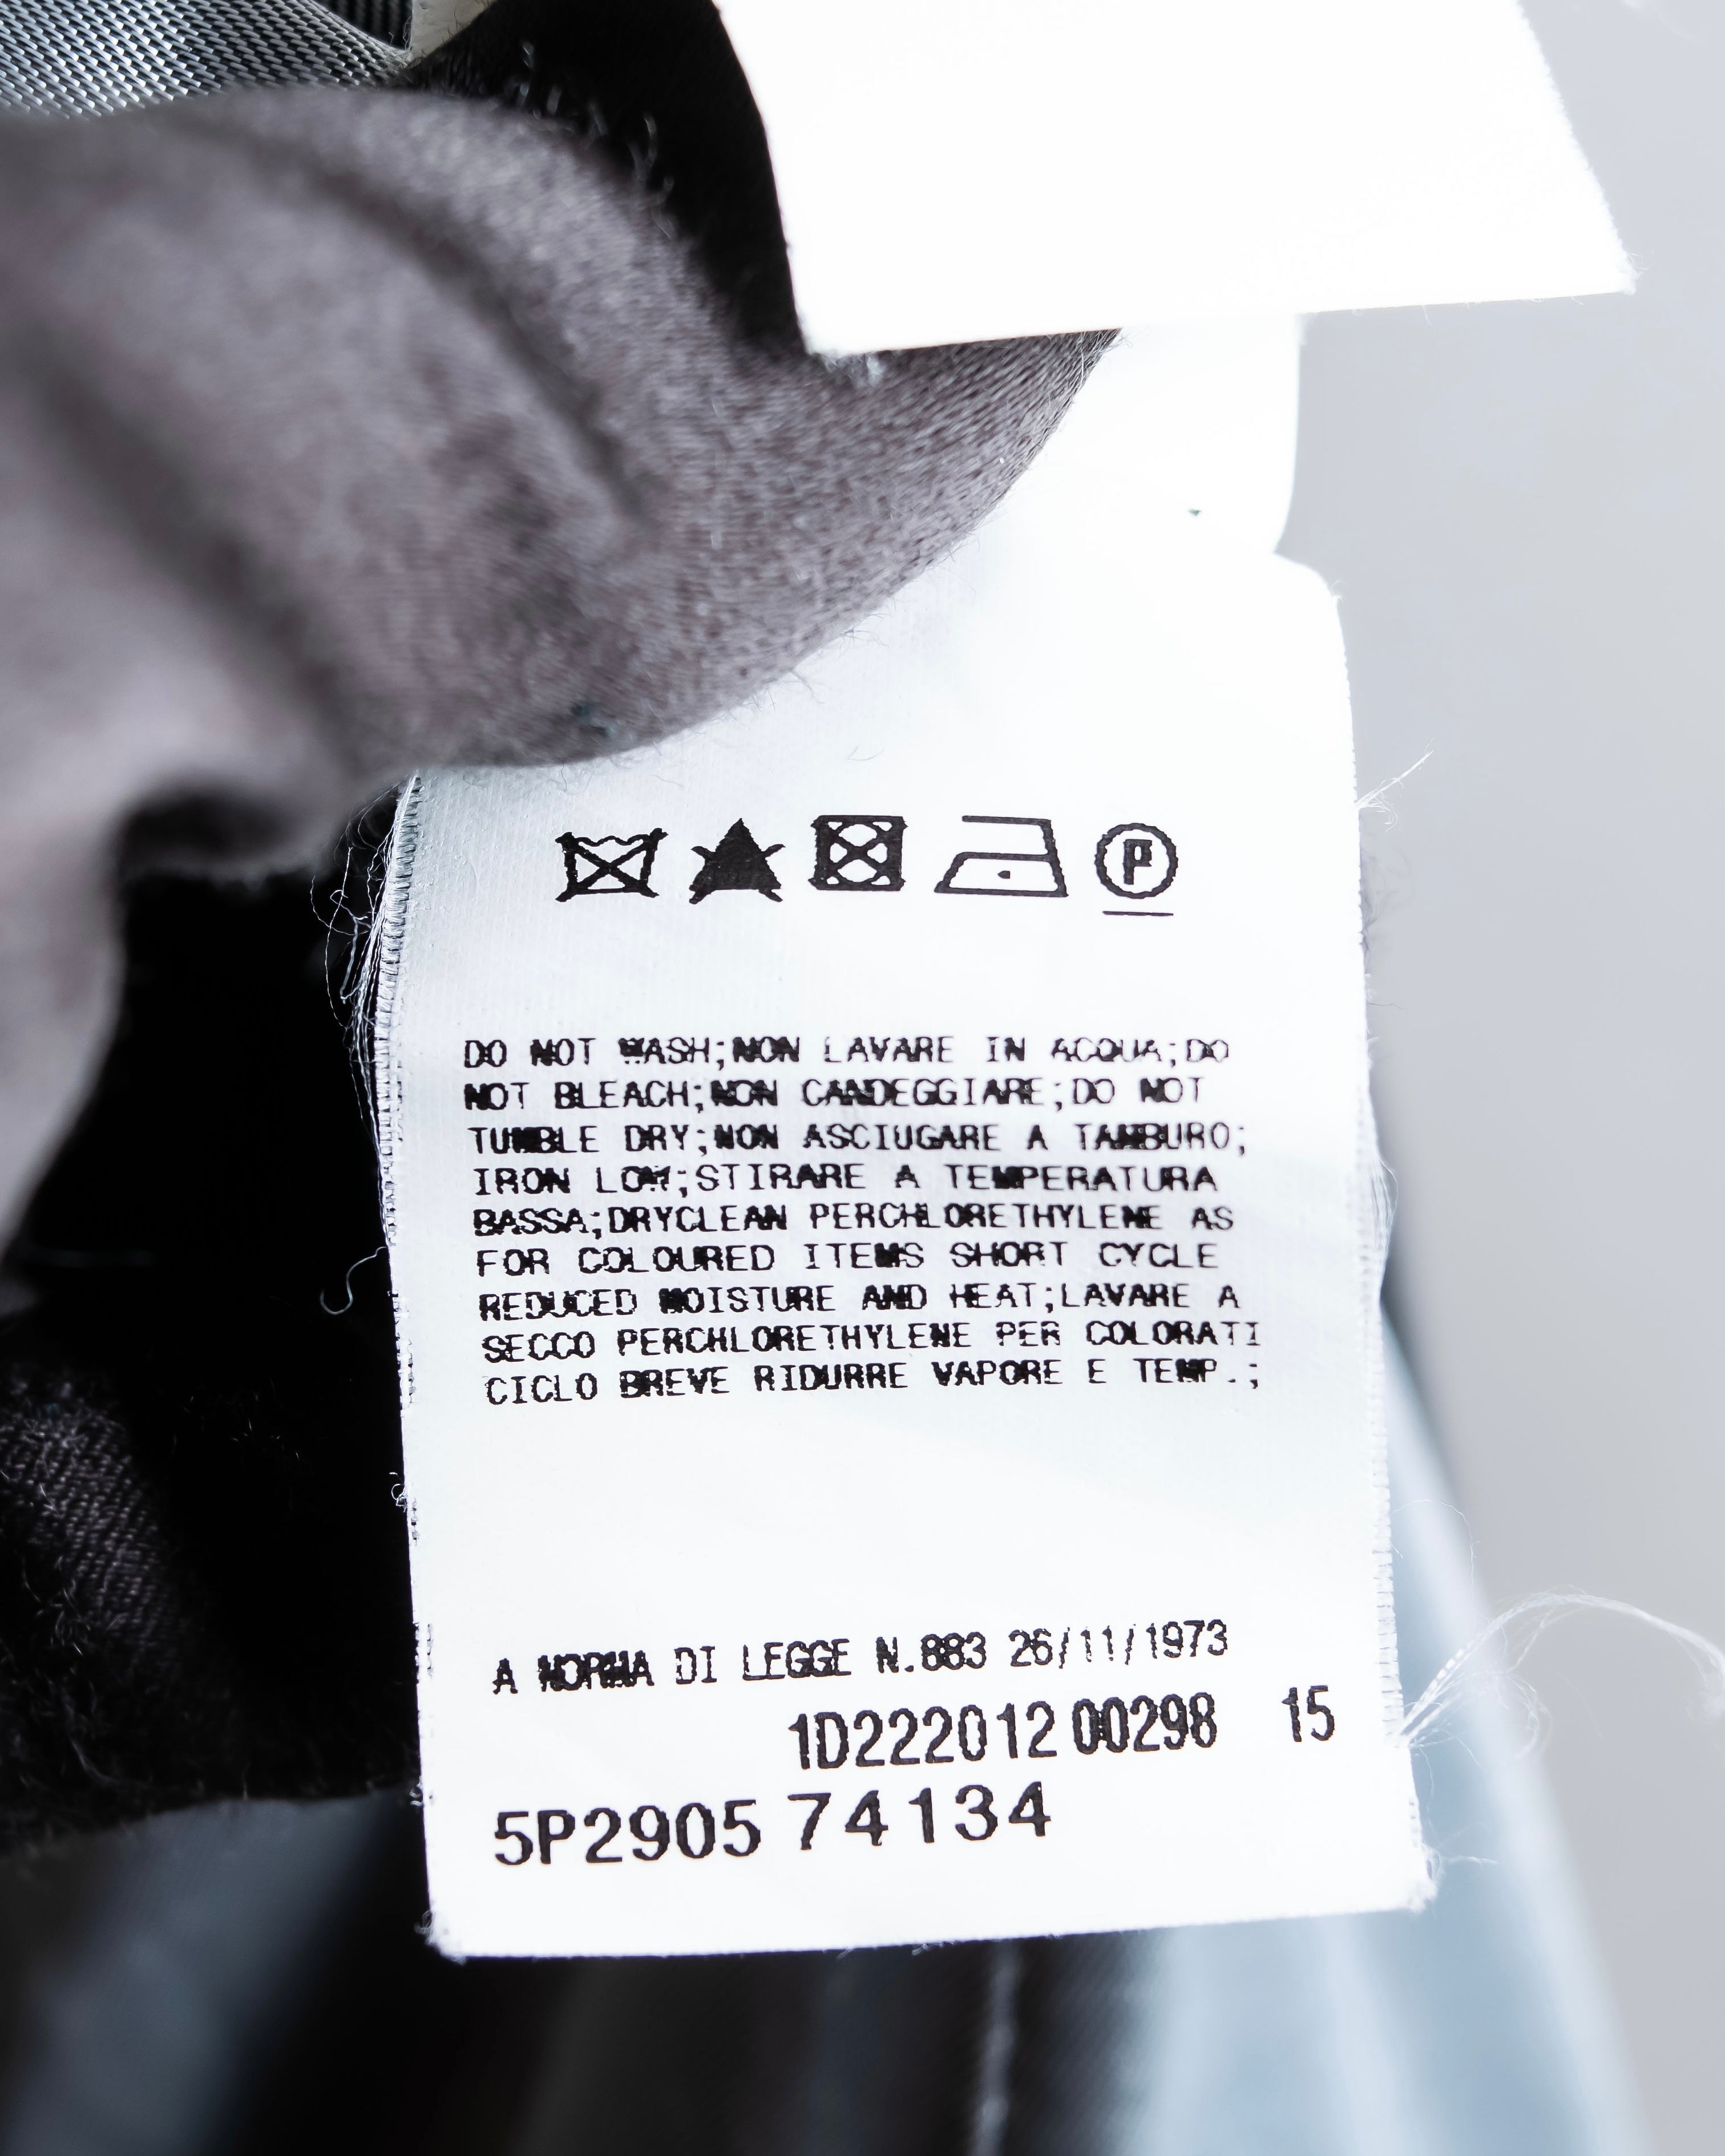 P
DO NOT WASH;NON LAVARE IN ACQUA;DO
NOT BLEACH;NON CANDEGGIARE;DO NOT
TUMBLE DRY;NON ASCIUGARE A TAMBURO;
IRON LOW;STIRARE A TEMPERATURA
BASSA;DRYCLEAN PERCHLORETHYLENE AS
FOR COLOURED ITEMS SHORT CYCLE
REDUCED MOISTURE AND HEAT;LAVARE A
SECCO PERCHLORETHYLENE PER COLORATI
CICLO BREVE RIDURRE VAPORE E TEMP.;
A NORMA DI LEGGE N.883 26/11/1973
1D222012 00298 15
5P2905 74134